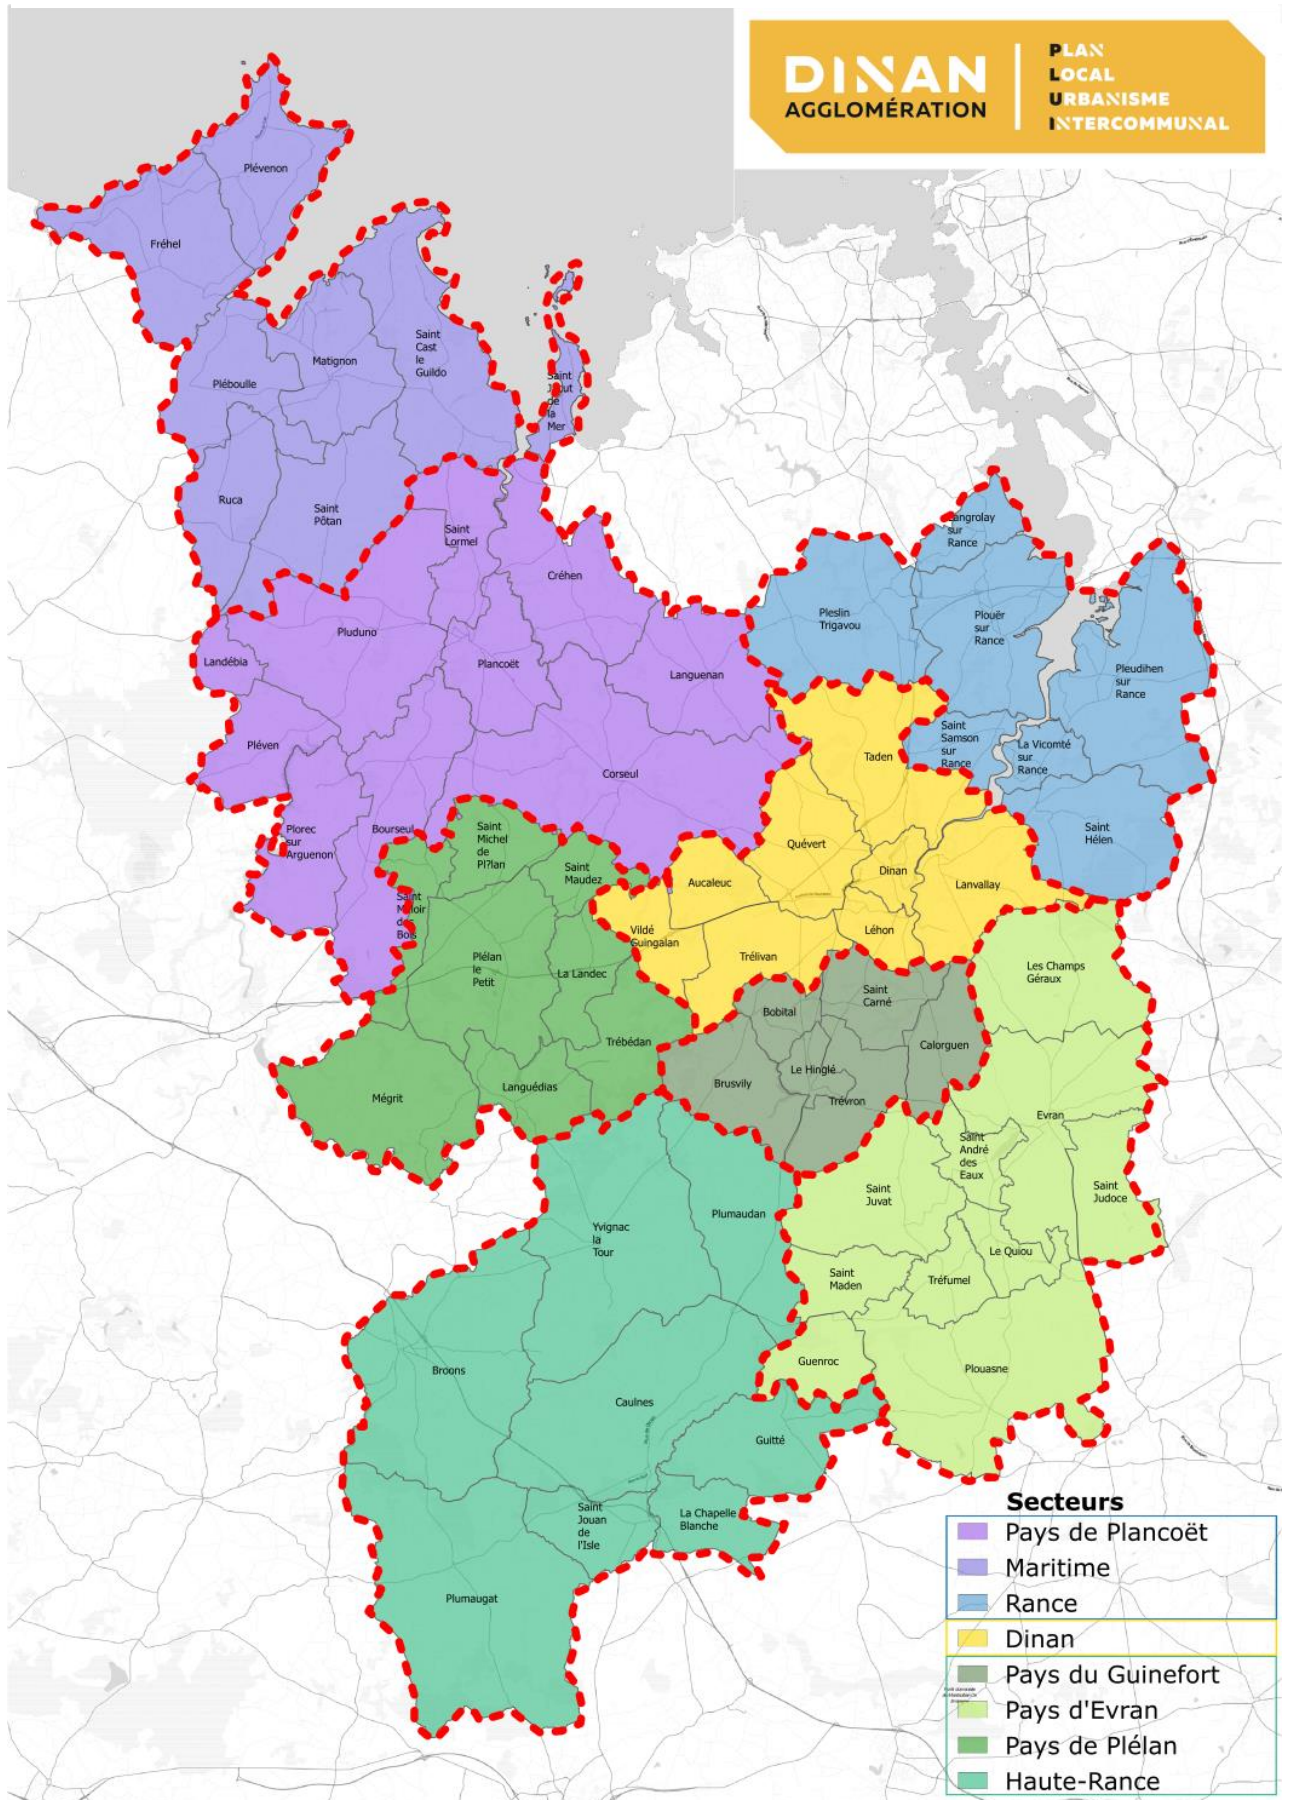 DINAN
AGGLOMÉRATION
PLAN
LOCAL
URBANISME
INTERCOMMUNAL
Plévenon
Fréhel
Saint
Cast
le
Guildo
Matignon
Pléboulle
Saint
Jacut
de
la
Mer
Ruca
Saint
Pôtan
Saint
Lormel
Langrolay
sur
Rance
Créhen
Pleslin
Trigavou
Plouër
sur
Rance
Pluduno
Landébia
Plancoët
Languenan
Pleudihen
sur
Rance
Pléven
Saint
Samson
sur
Rance
La Vicomté
sur
Rance
Taden
Corseul
Plorec
sur
Arguenon
Bourseul
Saint
Michel
de
Pl?lan
Saint
Maudez
Quévert
Dinan
Saint
Hélen
Aucaleuc
Lanvallay
Saint
Méloir
des
Bois
Vildé
Guingalan
Léhon
Trélivan
Plélan
le
Petit
La Landec
Les Champs
Géraux
Saint
Carné
Bobital
Trébédan
Calorguen
Le Hinglé
Brusvily
Languédias
Mégrit
Trévron
Evran
Saint
André
des
Eaux
Saint
Juvat
Saint
Judoce
Plumaudan
Yvignac
la
Tour
Le Quiou
Saint
Maden
Tréfumel
Guenroc
Plouasne
Broons
Caulnes
Guitté
Saint
Jouan
de
l'Isle
La Chapelle
Blanche
Plumaugat
Secteurs
Pays de Plancoët
Maritime
Rance
Dinan
Pays du Guinefort
Pays d'Evran
Pays de Plélan
Haute-Rance